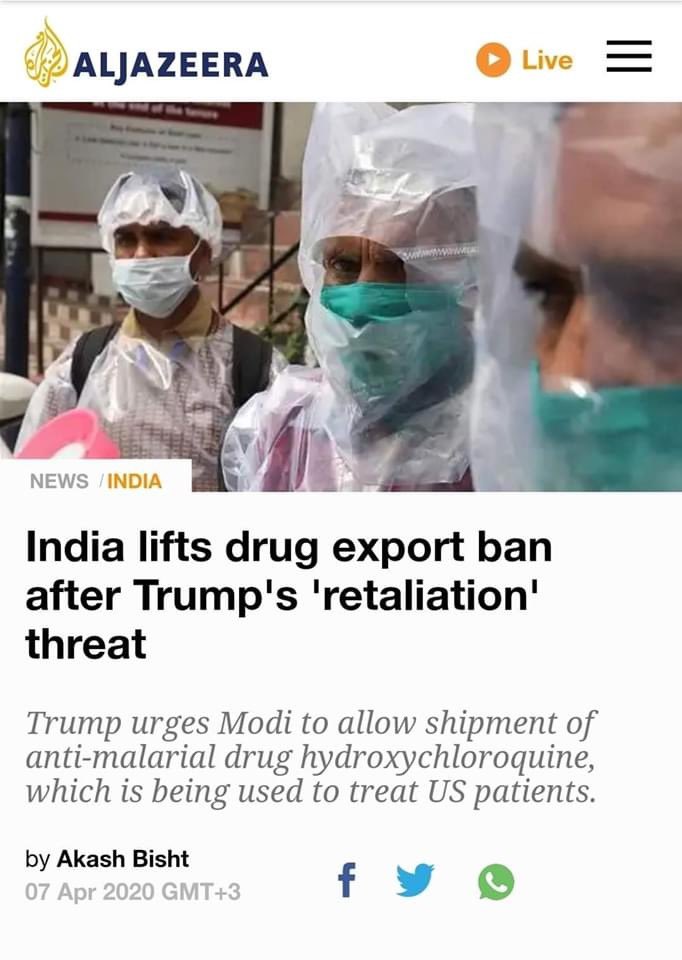 ALJAZEERA
Live
NEWS / INDIA
India lifts drug export ban
after Trump's 'retaliation'
threat
Trump urges Modi to allow shipment of
anti-malarial drug hydroxychloroquine,
which is being used to treat US patients.
by Akash Bisht
07 Apr 2020 GMT+3